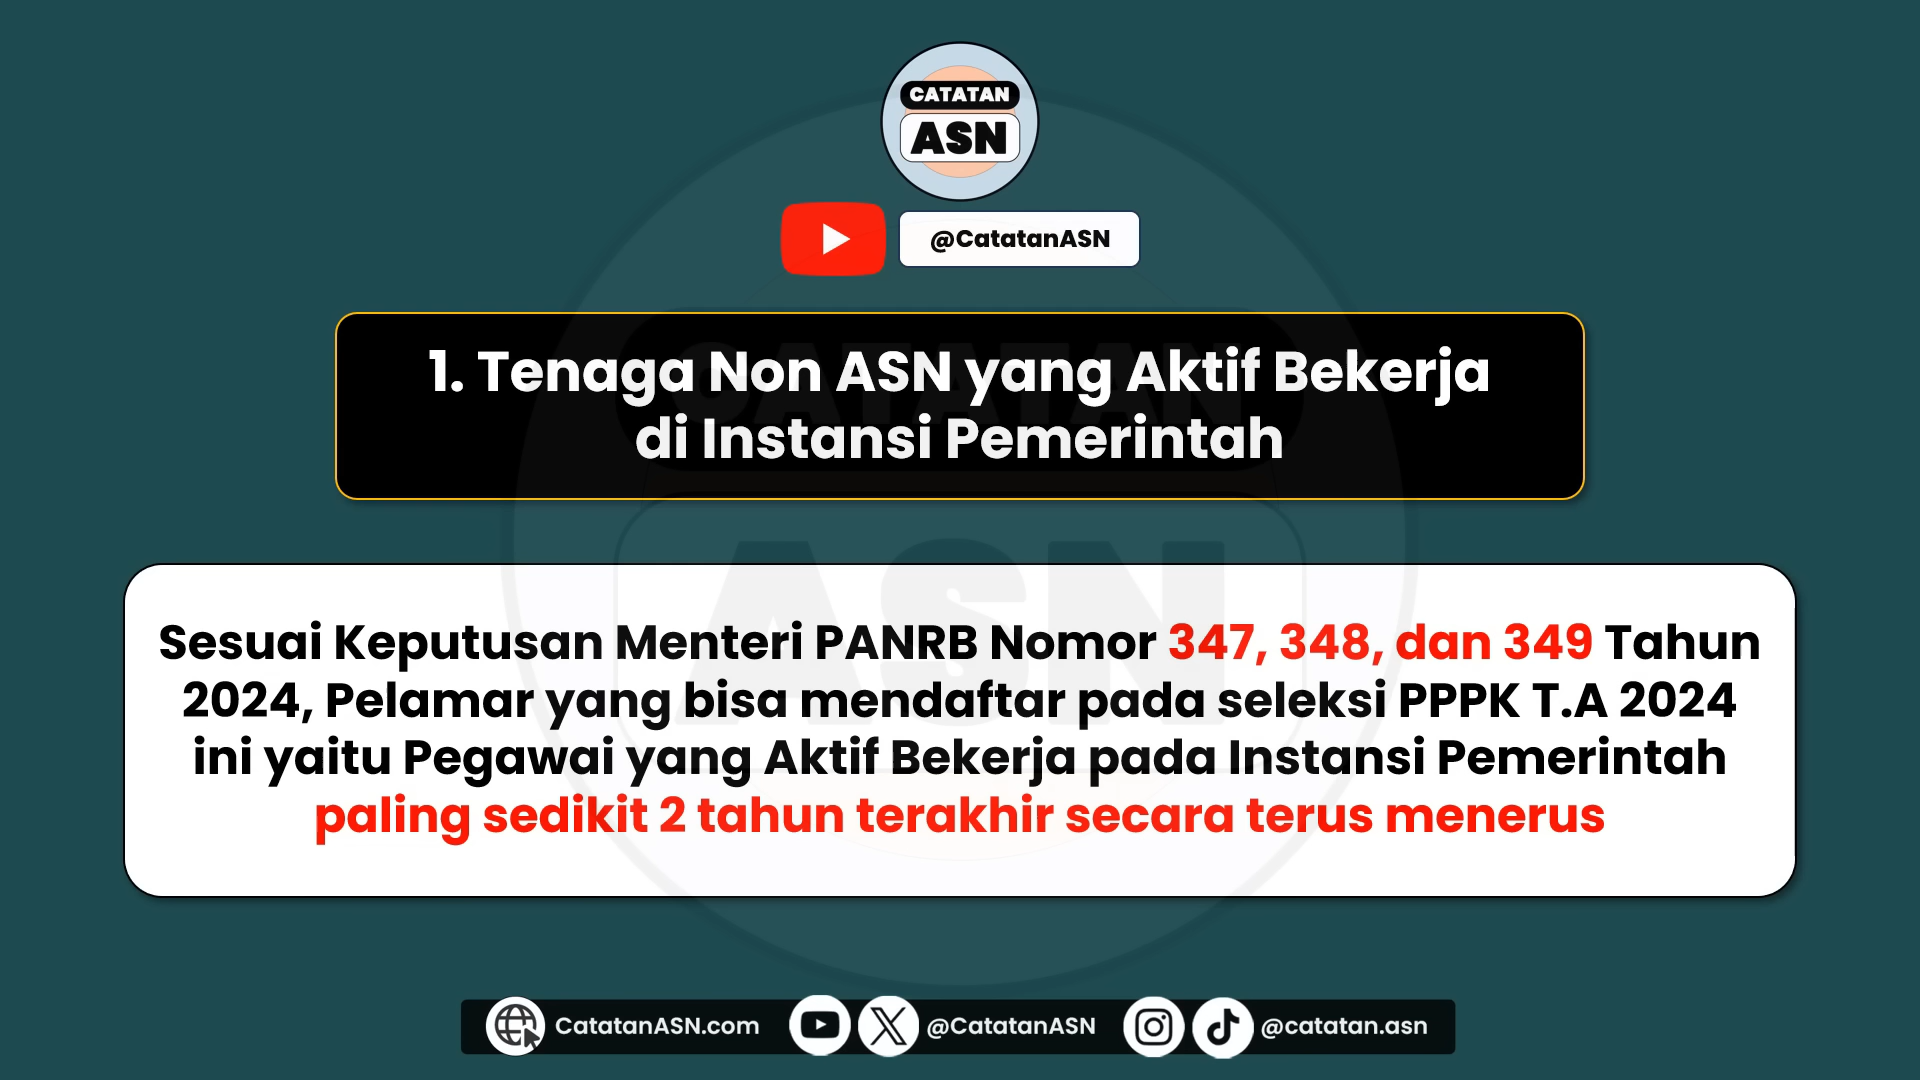 CATATAN
ASN
@CatatanASN
1. Tenaga Non ASN yang Aktif Bekerja
di Instansi Pemerintah
Sesuai Keputusan Menteri PANRB Nomor 347, 348, dan 349 Tahun
2024, Pelamar yang bisa mendaftar pada seleksi PPPK T.A 2024
ini yaitu Pegawai yang Aktif Bekerja pada Instansi Pemerintah
paling sedikit 2 tahun terakhir secara terus menerus
CatatanASN.com @CatatanASN @catatan.asn